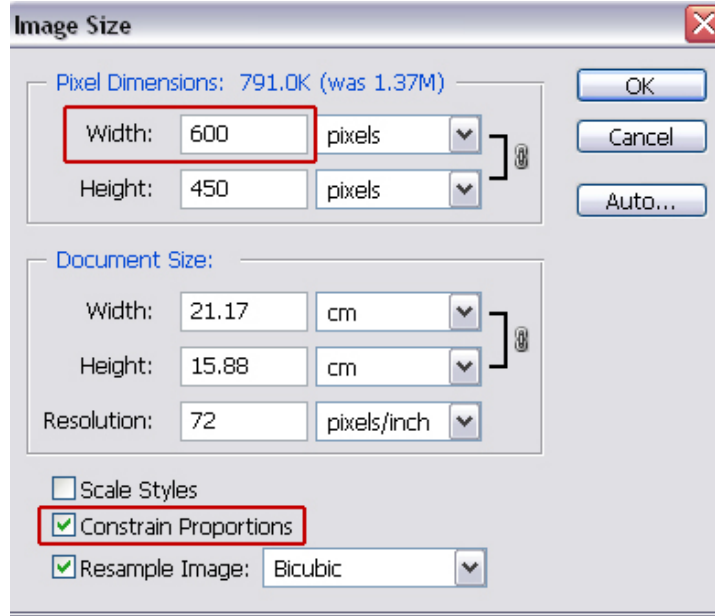 Image Size
Pixel Dimensions: 791.0K (was 1.37M)
OK
Width: 600 pixels
Cancel
Height: 450 pixels
Auto...
Document Size:
Width: 21.17 cm
Height: 15.88 cm
Resolution: 72 pixels/inch
Scale Styles
Constrain Proportions
Resample Image: Bicubic